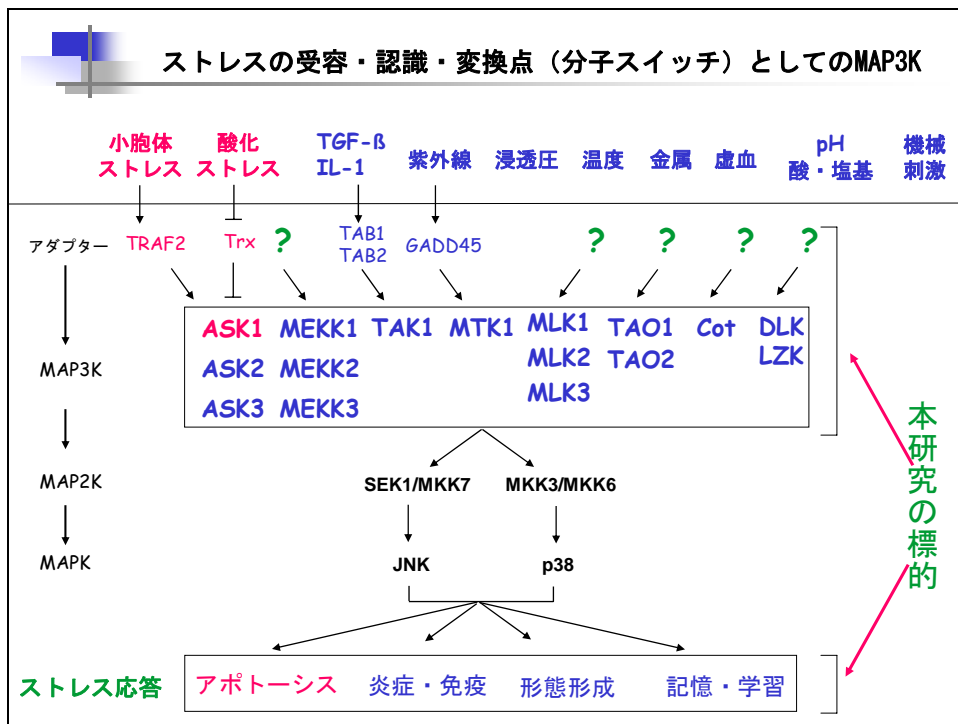 ストレスの受容・認識・変換点（分子スイッチ）としてのMAP3K
小胞体
ストレス
酸化
ストレス
TGF-ß
IL-1
紫外線
浸透圧
温度
金属
虚血
pH
酸・塩基
機械
刺激
アダプター
TRAF2
Trx
?
TAB1
TAB2
GADD45
?
?
?
?
MAP3K
ASK1
ASK2
ASK3
MEKK1
MEKK2
MEKK3
TAK1
MTK1
MLK1
MLK2
MLK3
TAO1
TAO2
Cot
DLK
LZK
本研究の標的
MAP2K
SEK1/MKK7
MKK3/MKK6
MAPK
JNK
p38
ストレス応答
アポトーシス
炎症・免疫
形態形成
記憶・学習